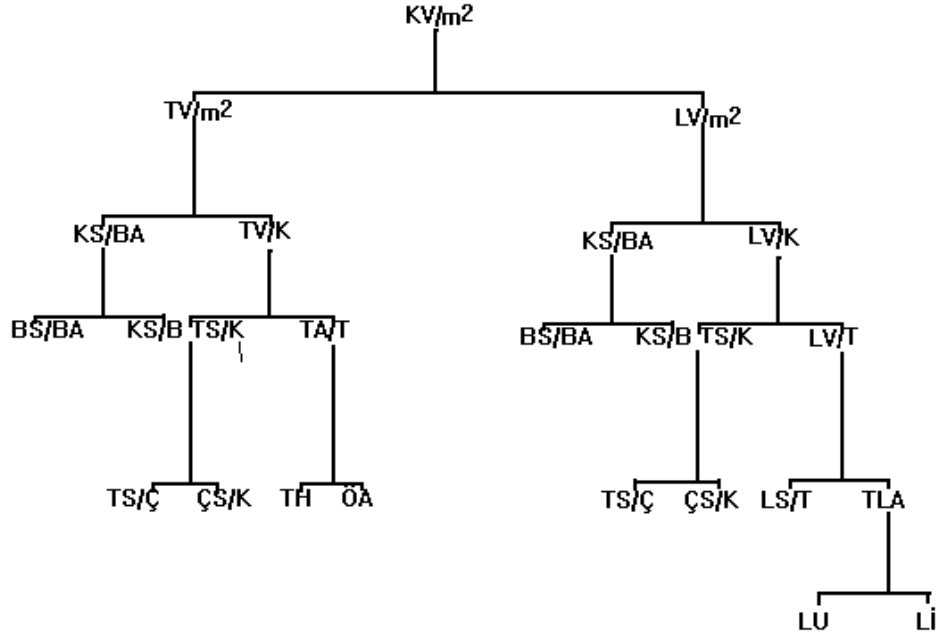 KV/m2
TV/m2
LV/m2
KS/BA
TV/K
KS/BA
LV/K
BS/BA
KS/B
TS/K
TA/T
BS/BA
KS/B
TS/K
LV/T
TS/Ç
ÇS/K
TH
ÖA
TS/Ç
ÇS/K
LS/T
TLA
LU
Lİ